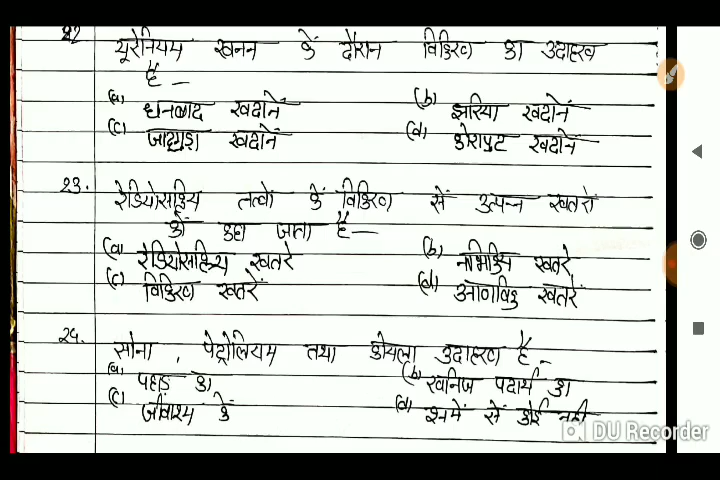 22
यूरेनियम खनन के दौरान विकिरण का उदाहरण
है —
(a) धनबाद खदानें (b) झरिया खदानें
(c) जादूगुड़ा खदानें (d) कोरापुट खदानें
23. रेडियोसक्रिय तत्वों के विकिरण से उत्पन्न खतरों
को कहा जाता है —
(a) रेडियोसक्रिय खतरे (b) नाभिकिय खतरे
(c) विकिरण खतरें (d) आणविक खतरें
24. सोना , पेट्रोलियम तथा कोयला उदाहरण है -
(a) पहाड़ का (b) खनिज पदार्थ का
(c) जीवाश्म के (d) इनमें से कोई नहीं
DU Recorder